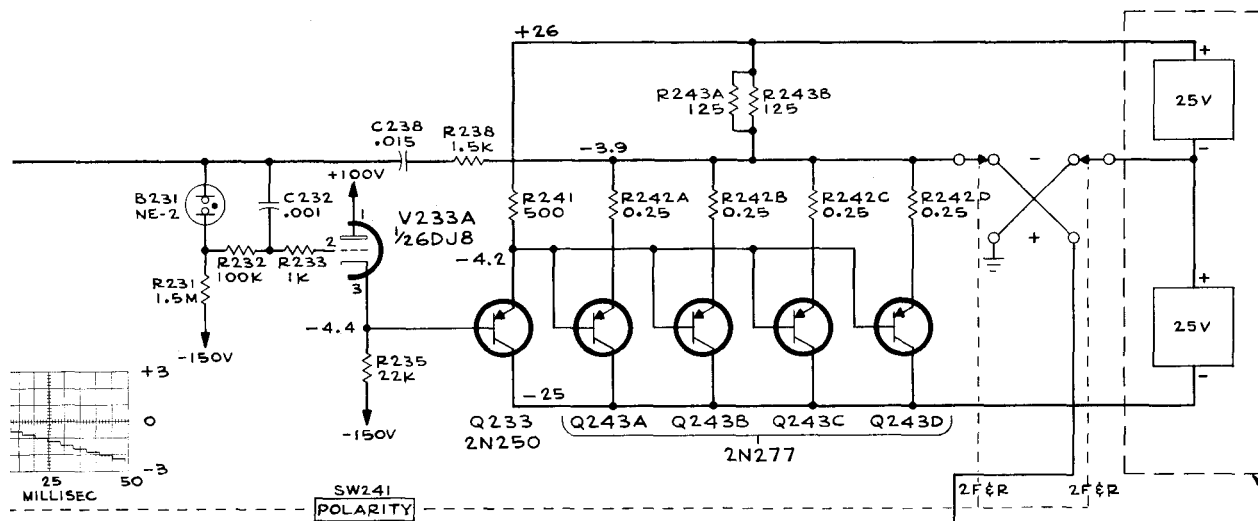 +26
+
25V
-
R243A
125
R243B
125
C238
.015
R238
1.5K
-3.9
-
+100V
B231
NE-2
C232
.001
1
V233A
1/26DJ8
R241
500
R242A
0.25
R242B
0.25
R242C
0.25
R242D
0.25
2
+
R232
100K
R233
1K
-4.2
3
R231
1.5M
+
25V
-
-4.4
-150V
R235
22K
+3
0
-3
-25
-150V
Q233
2N250
Q243A
Q243B
Q243C
Q243D
2N277
25
50
MILLISEC
SW241
POLARITY
2F&R
2F&R